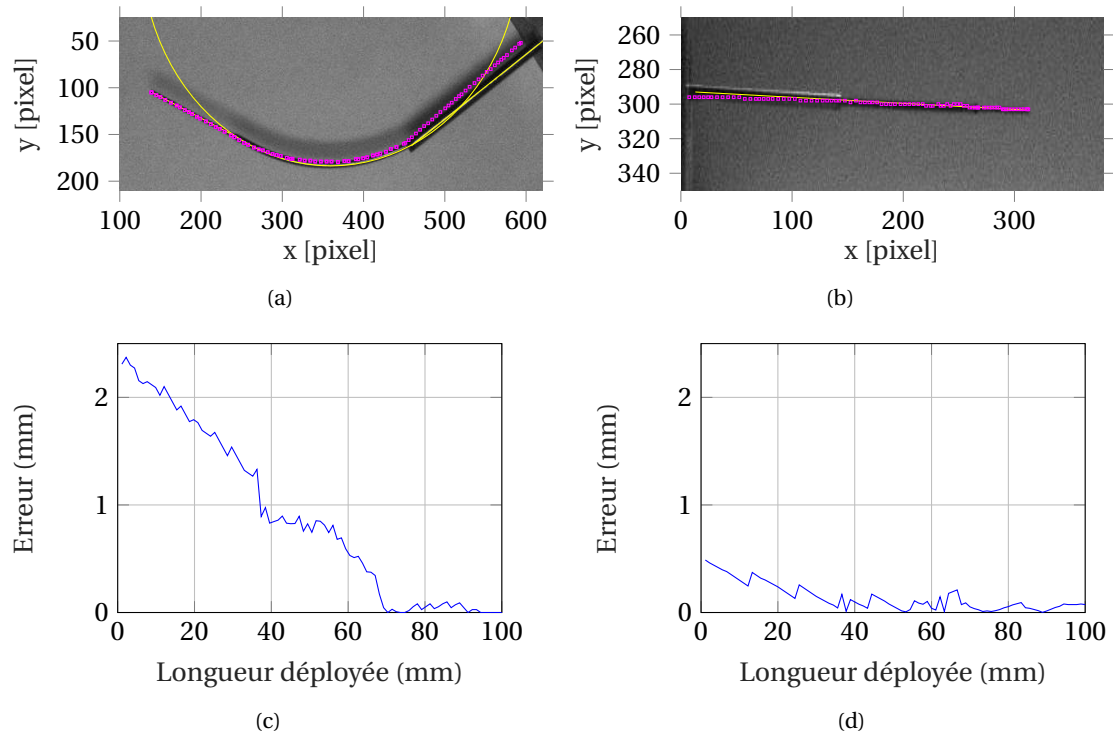 50
100
150
200
y [pixel]
100 200 300 400 500 600
x [pixel]
(a)
260
280
300
320
340
y [pixel]
0 100 200 300
x [pixel]
(b)
2
1
0
Erreur (mm)
0 20 40 60 80 100
Longueur déployée (mm)
(c)
2
1
0
Erreur (mm)
0 20 40 60 80 100
Longueur déployée (mm)
(d)